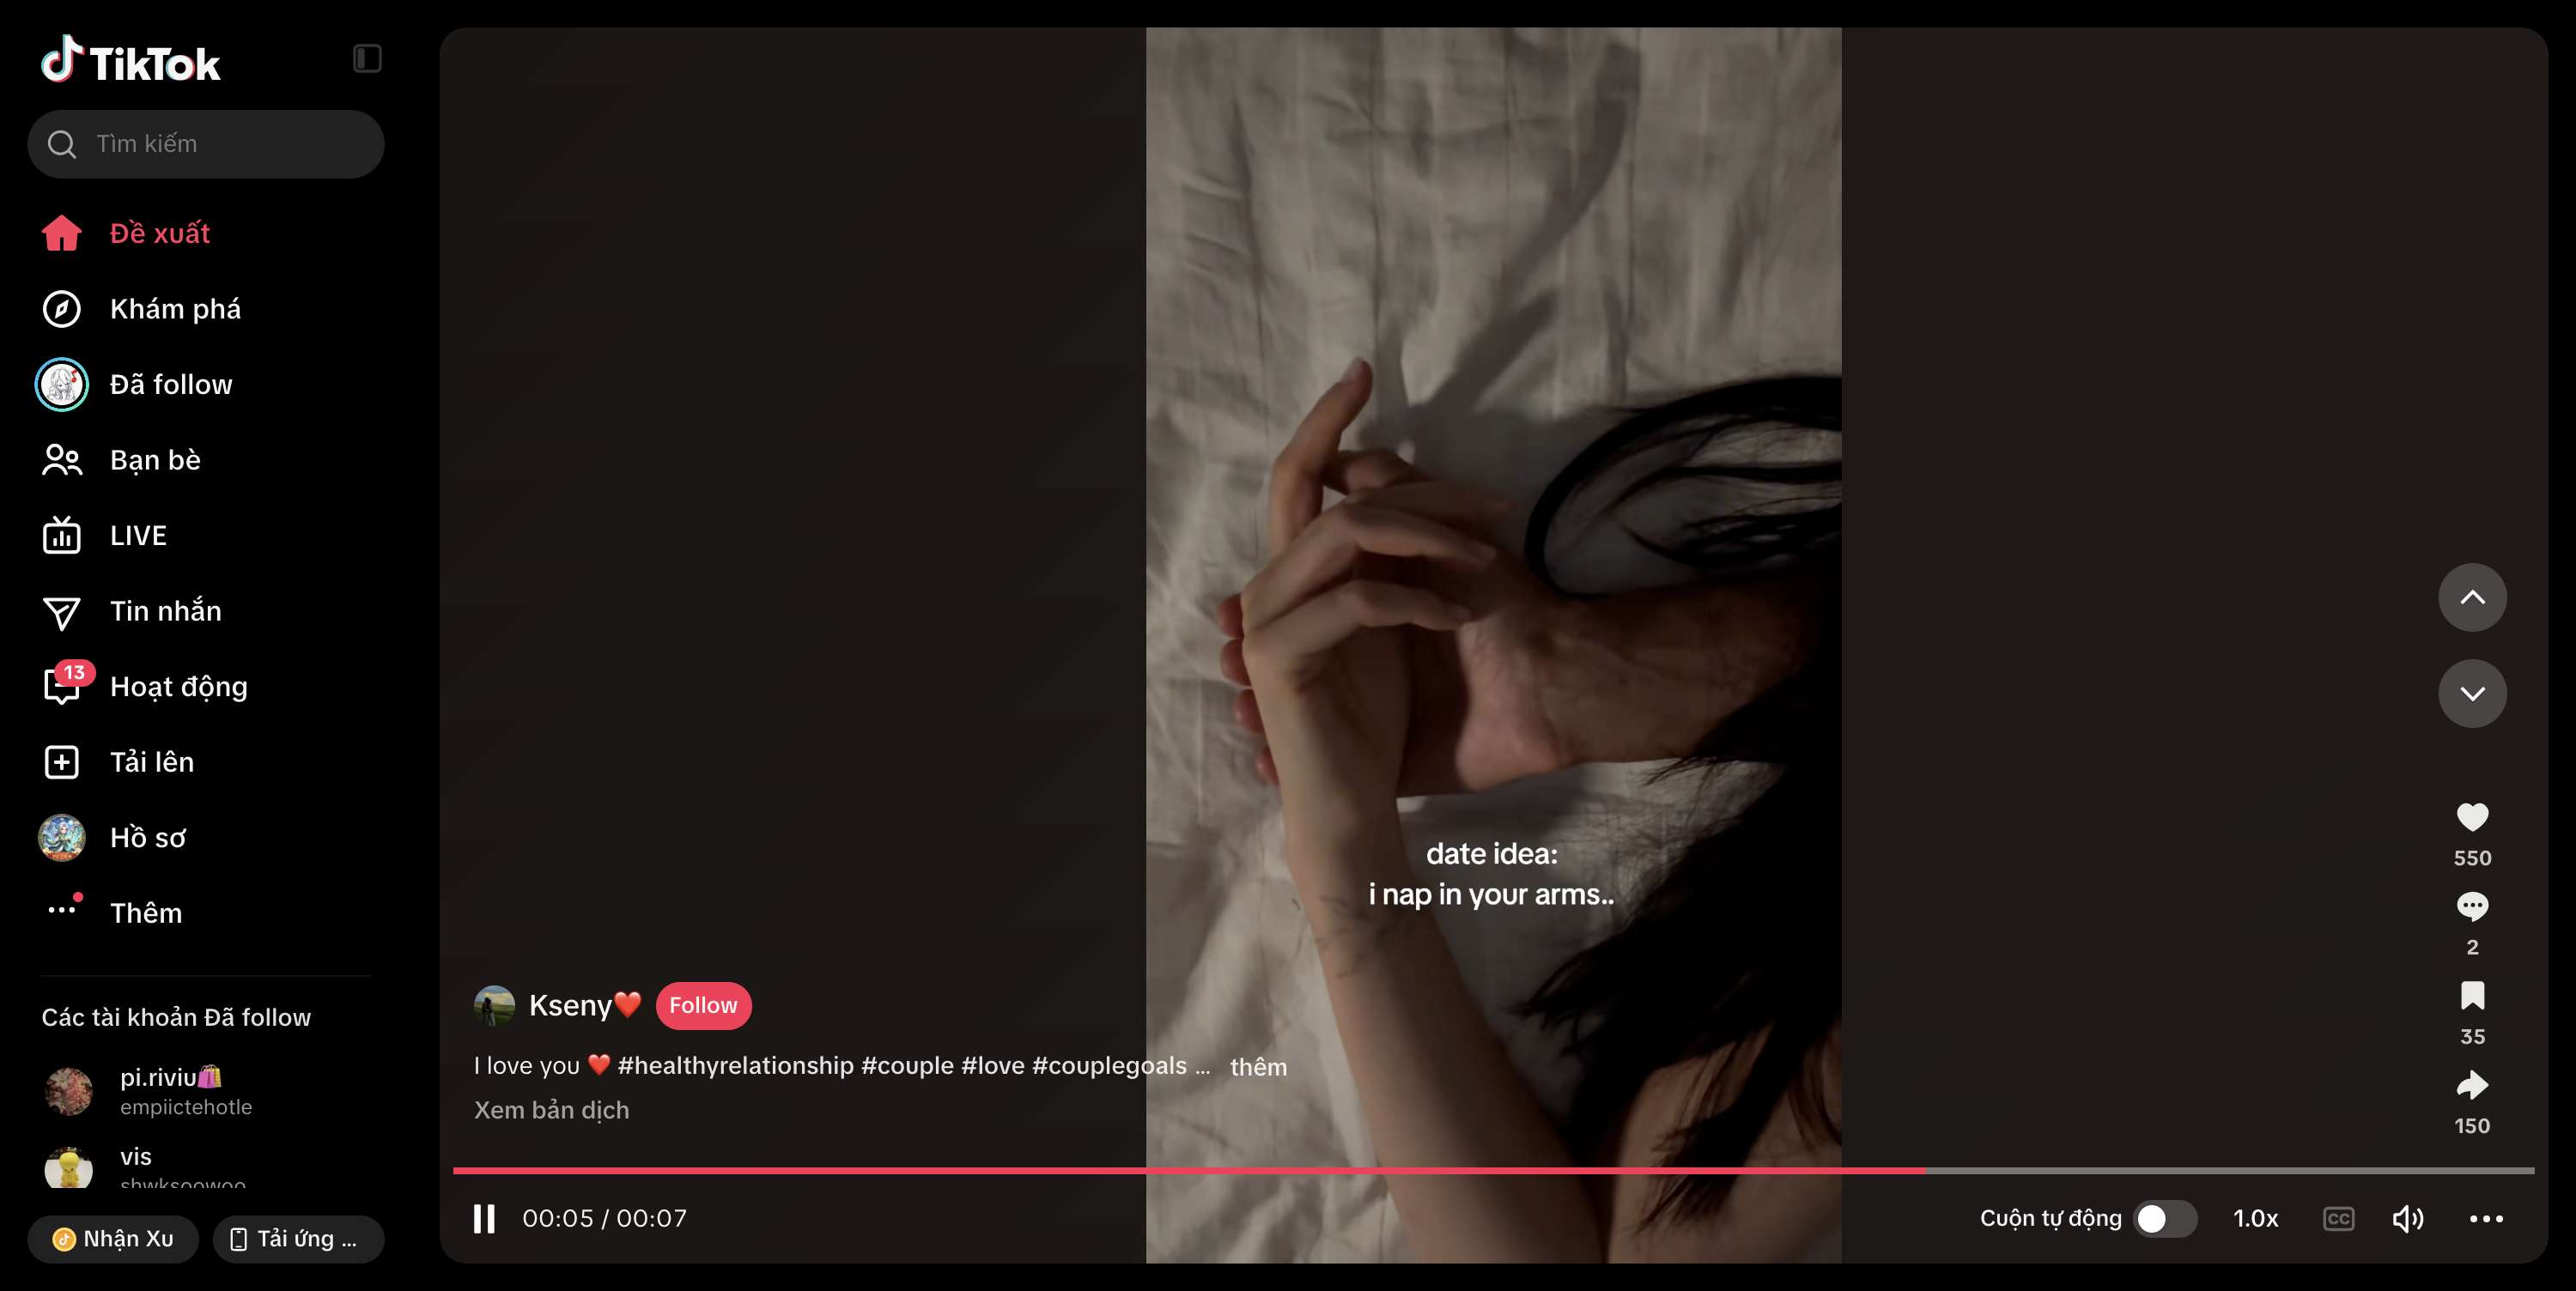 TikTok
Tìm kiếm
Đề xuất
Khám phá
Đã follow
Bạn bè
LIVE
Tin nhắn
13
Hoạt động
Tải lên
Hồ sơ
Thêm
Các tài khoản Đã follow
pi.riviu🛍️
empiictehotle
vis
shwksoowoo
Nhận Xu
Tải ứng ...
date idea:
i nap in your arms..
Kseny❤️
Follow
I love you ❤️ #healthyrelationship #couple #love #couplegoals ... thêm
Xem bản dịch
00:05 / 00:07
550
2
35
150
Cuộn tự động
1.0x
CC